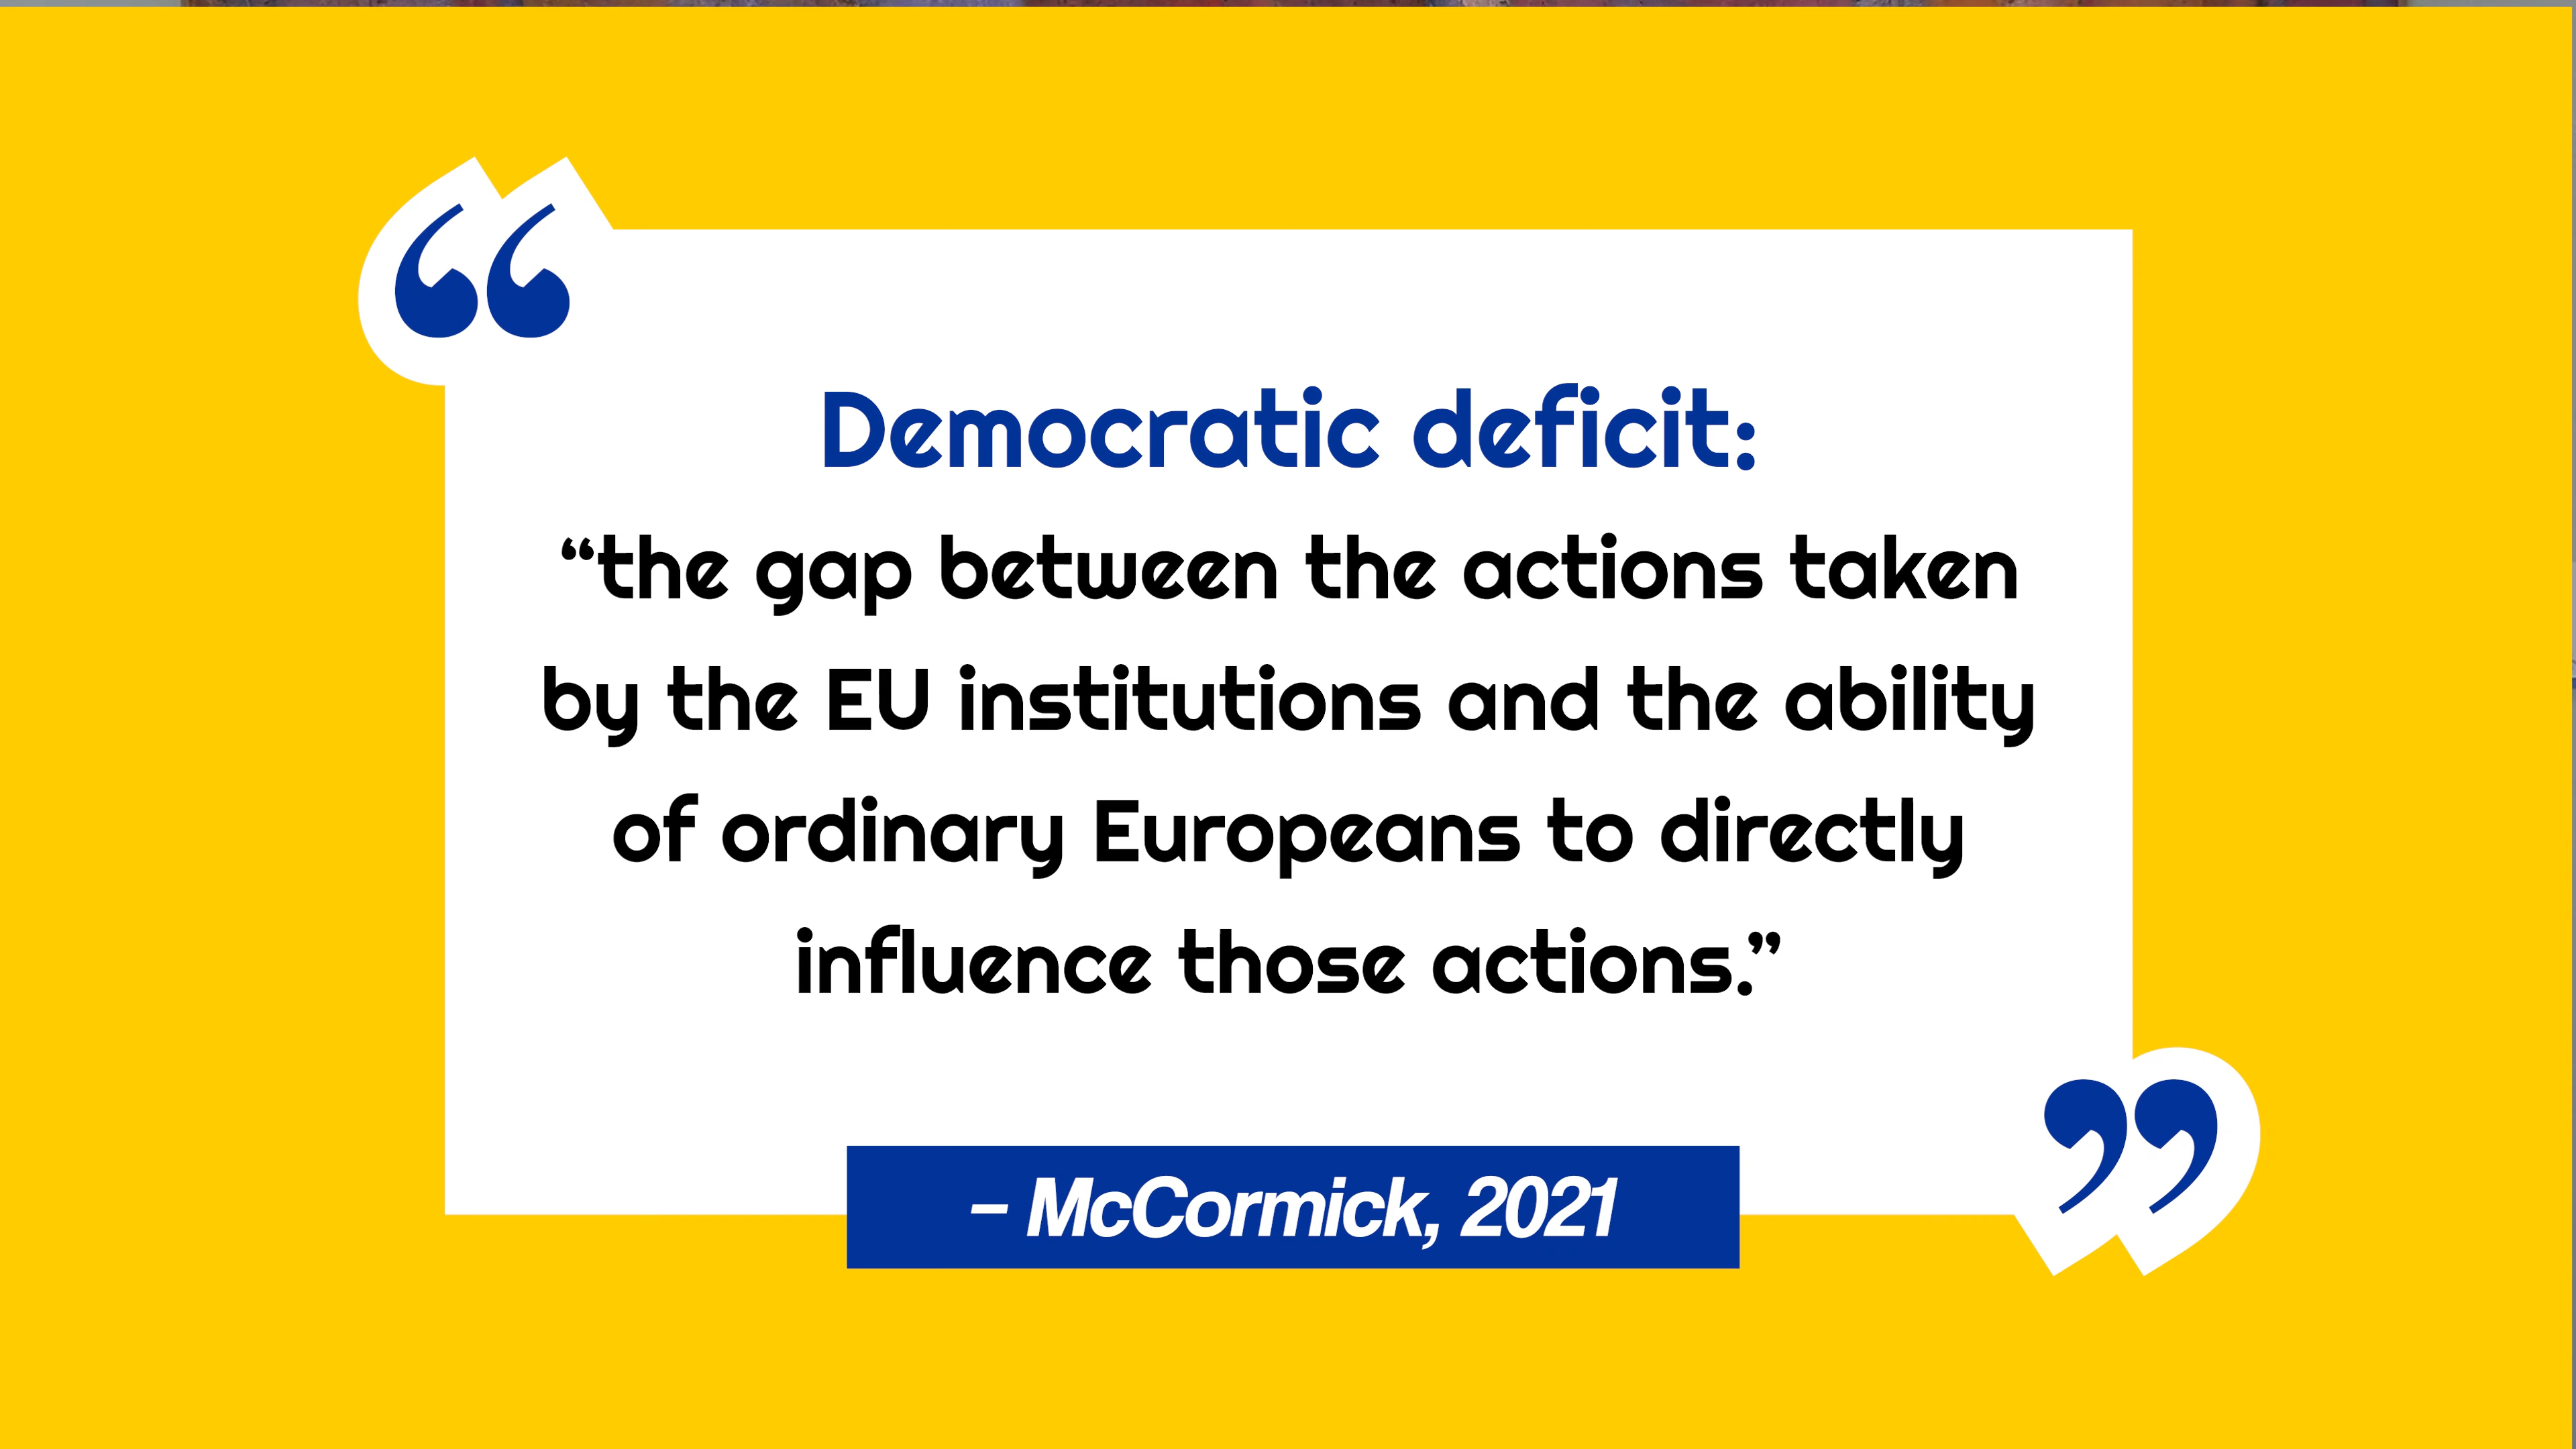 “
Democratic deficit:
“the gap between the actions taken
by the EU institutions and the ability
of ordinary Europeans to directly
influence those actions.”
”
– McCormick, 2021